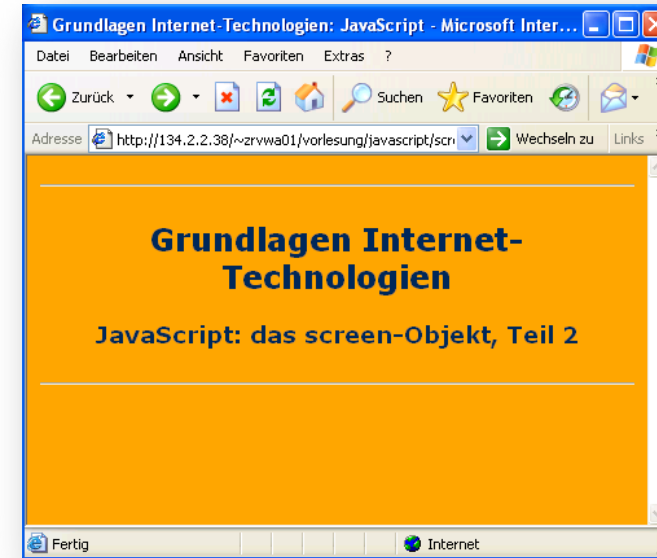 Grundlagen Internet-Technologien: JavaScript - Microsoft Inter...
Datei Bearbeiten Ansicht Favoriten Extras ?
Zurück Suchen Favoriten
Adresse http://134.2.2.38/~zrvwa01/vorlesung/javascript/scr Wechseln zu Links
Grundlagen Internet-
Technologien
JavaScript: das screen-Objekt, Teil 2
Fertig Internet